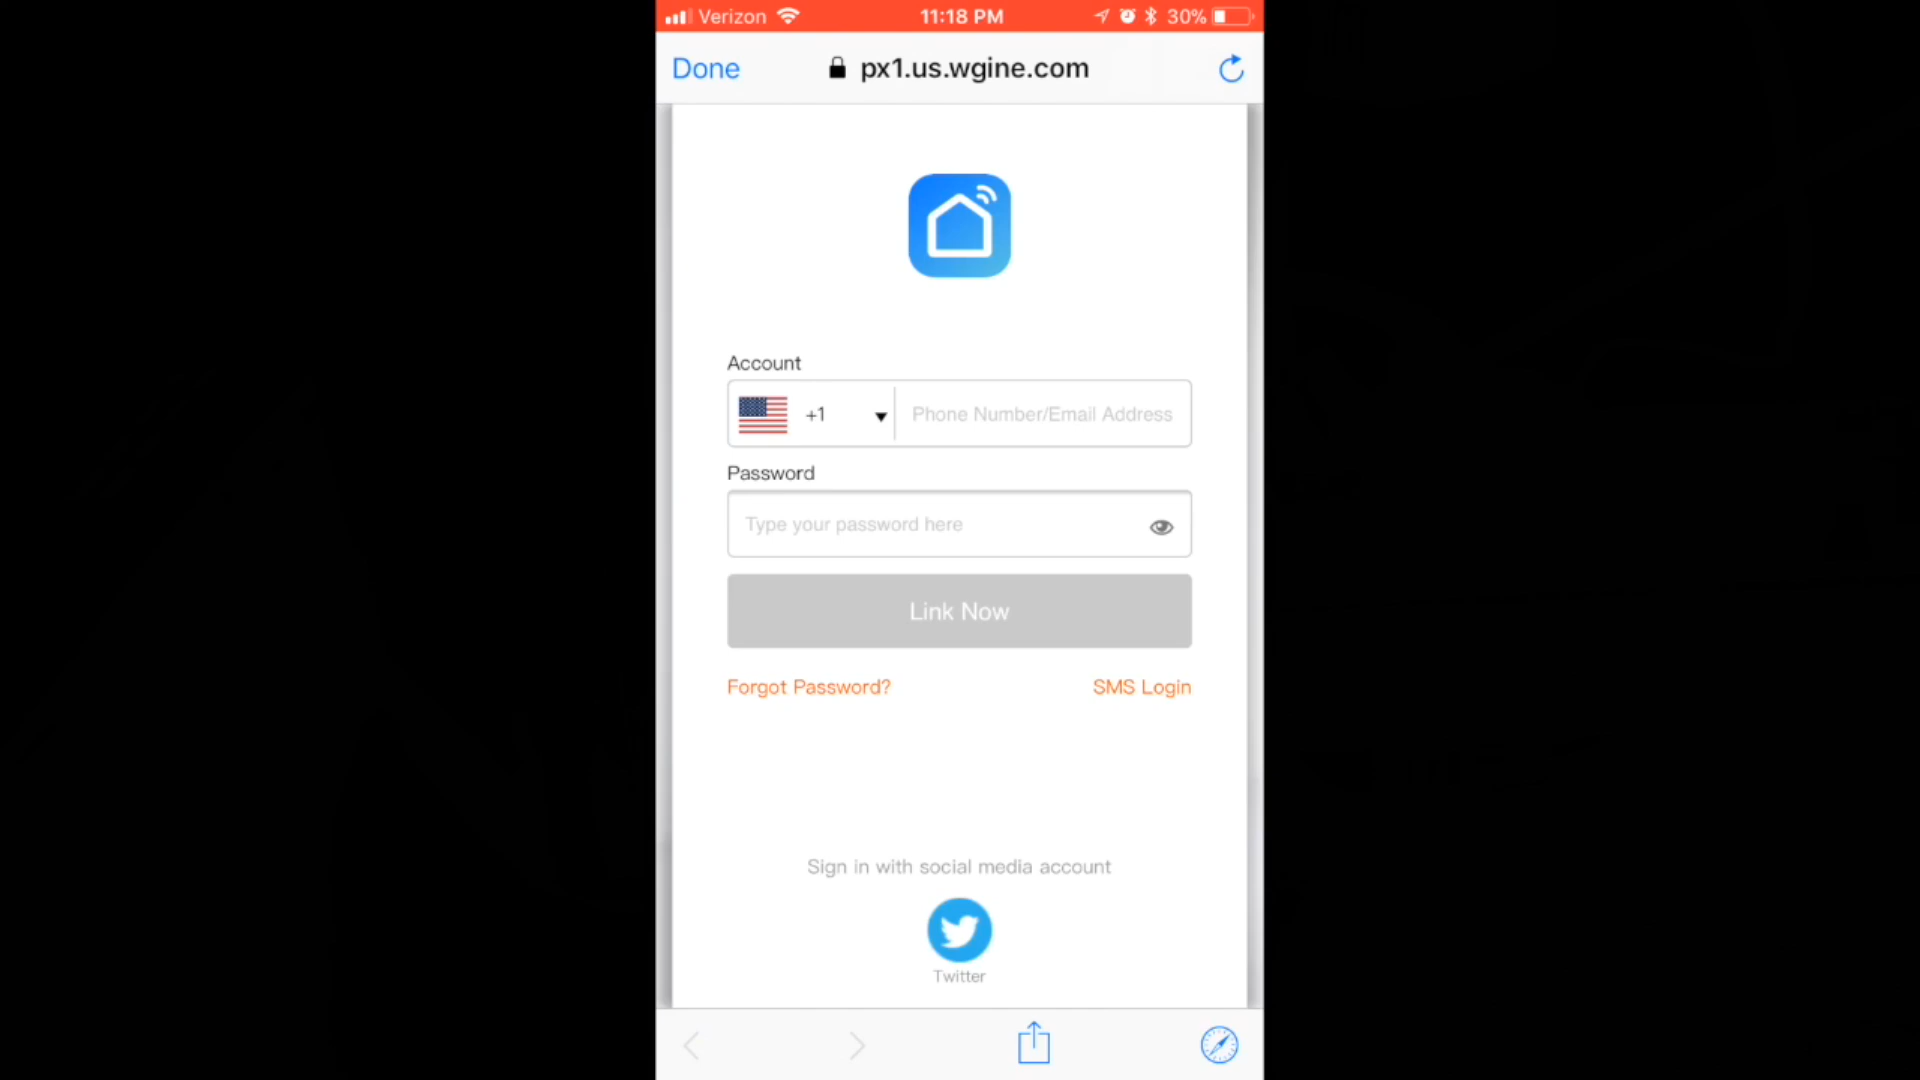 Verizon 11:18 PM 30%
Done px1.us.wgine.com
Account
+1 Phone Number/Email Address
Password
Type your password here
Link Now
Forgot Password? SMS Login
Sign in with social media account
Twitter